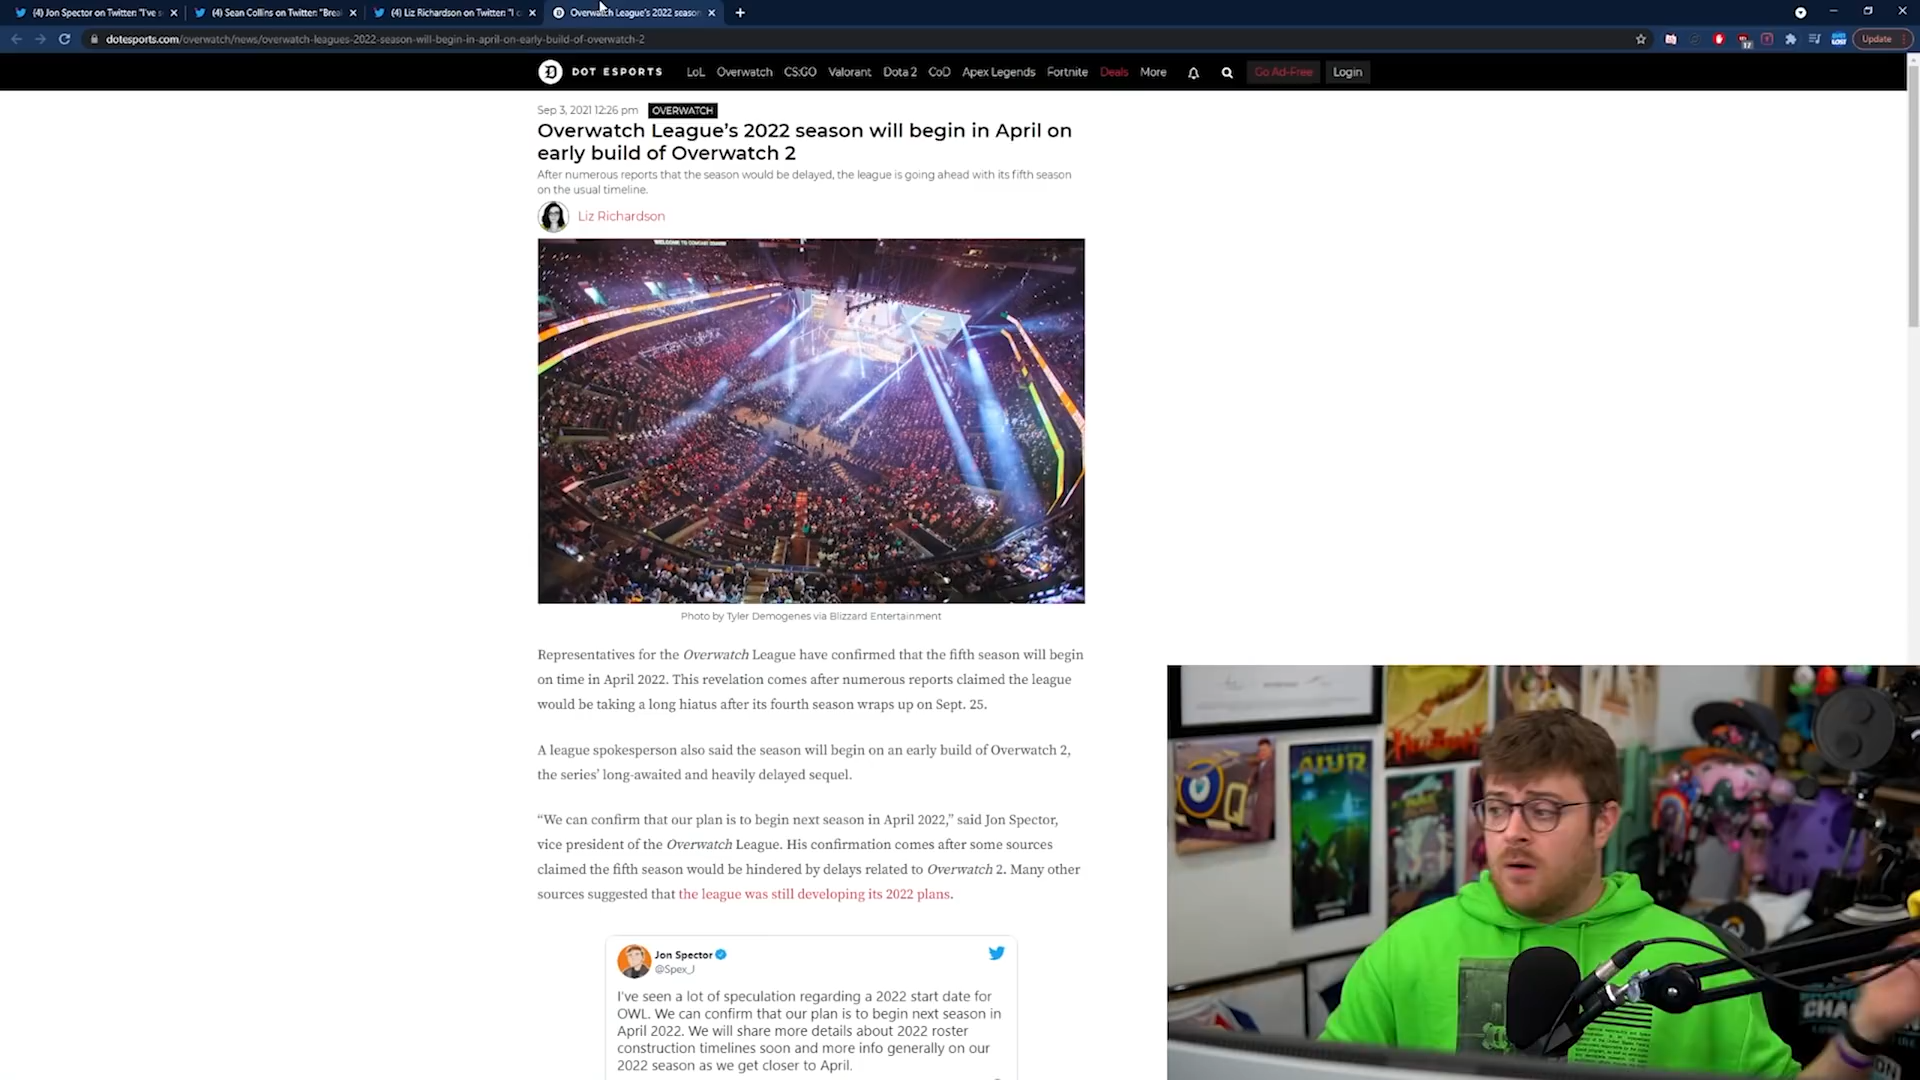 (4) Jon Spector on Twitter: "I've s
(4) Sean Collins on Twitter: "Brea
(4) Liz Richardson on Twitter: "I c
Overwatch League's 2022 season
dotesports.com/overwatch/news/overwatch-leagues-2022-season-will-begin-in-april-on-early-build-of-overwatch-2
Update
DOT ESPORTS
LoL Overwatch CS:GO Valorant Dota 2 CoD Apex Legends Fortnite Deals More
Go Ad-Free
Login
Sep 3, 2021 12:26 pm OVERWATCH
Overwatch League's 2022 season will begin in April on
early build of Overwatch 2
After numerous reports that the season would be delayed, the league is going ahead with its fifth season
on the usual timeline.
Liz Richardson
Photo by Tyler Demogenes via Blizzard Entertainment
Representatives for the Overwatch League have confirmed that the fifth season will begin
on time in April 2022. This revelation comes after numerous reports claimed the league
would be taking a long hiatus after its fourth season wraps up on Sept. 25.
A league spokesperson also said the season will begin on an early build of Overwatch 2,
the series' long-awaited and heavily delayed sequel.
“We can confirm that our plan is to begin next season in April 2022,” said Jon Spector,
vice president of the Overwatch League. His confirmation comes after some sources
claimed the fifth season would be hindered by delays related to Overwatch 2. Many other
sources suggested that the league was still developing its 2022 plans.
Jon Spector
@Spex_J
I've seen a lot of speculation regarding a 2022 start date for
OWL. We can confirm that our plan is to begin next season in
April 2022. We will share more details about 2022 roster
construction timelines soon and more info generally on our
2022 season as we get closer to April.
AIUR